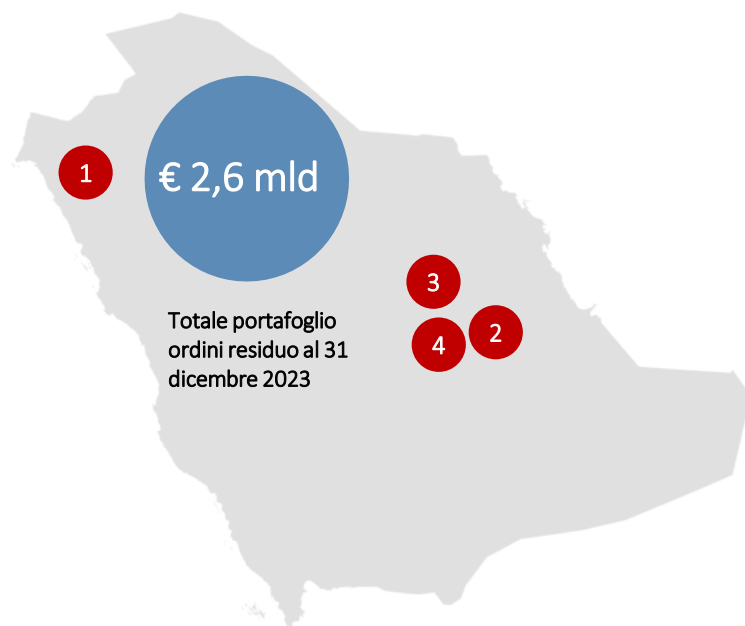 1
€ 2,6 mld
3
2
4
Totale portafoglio
ordini residuo al 31
dicembre 2023